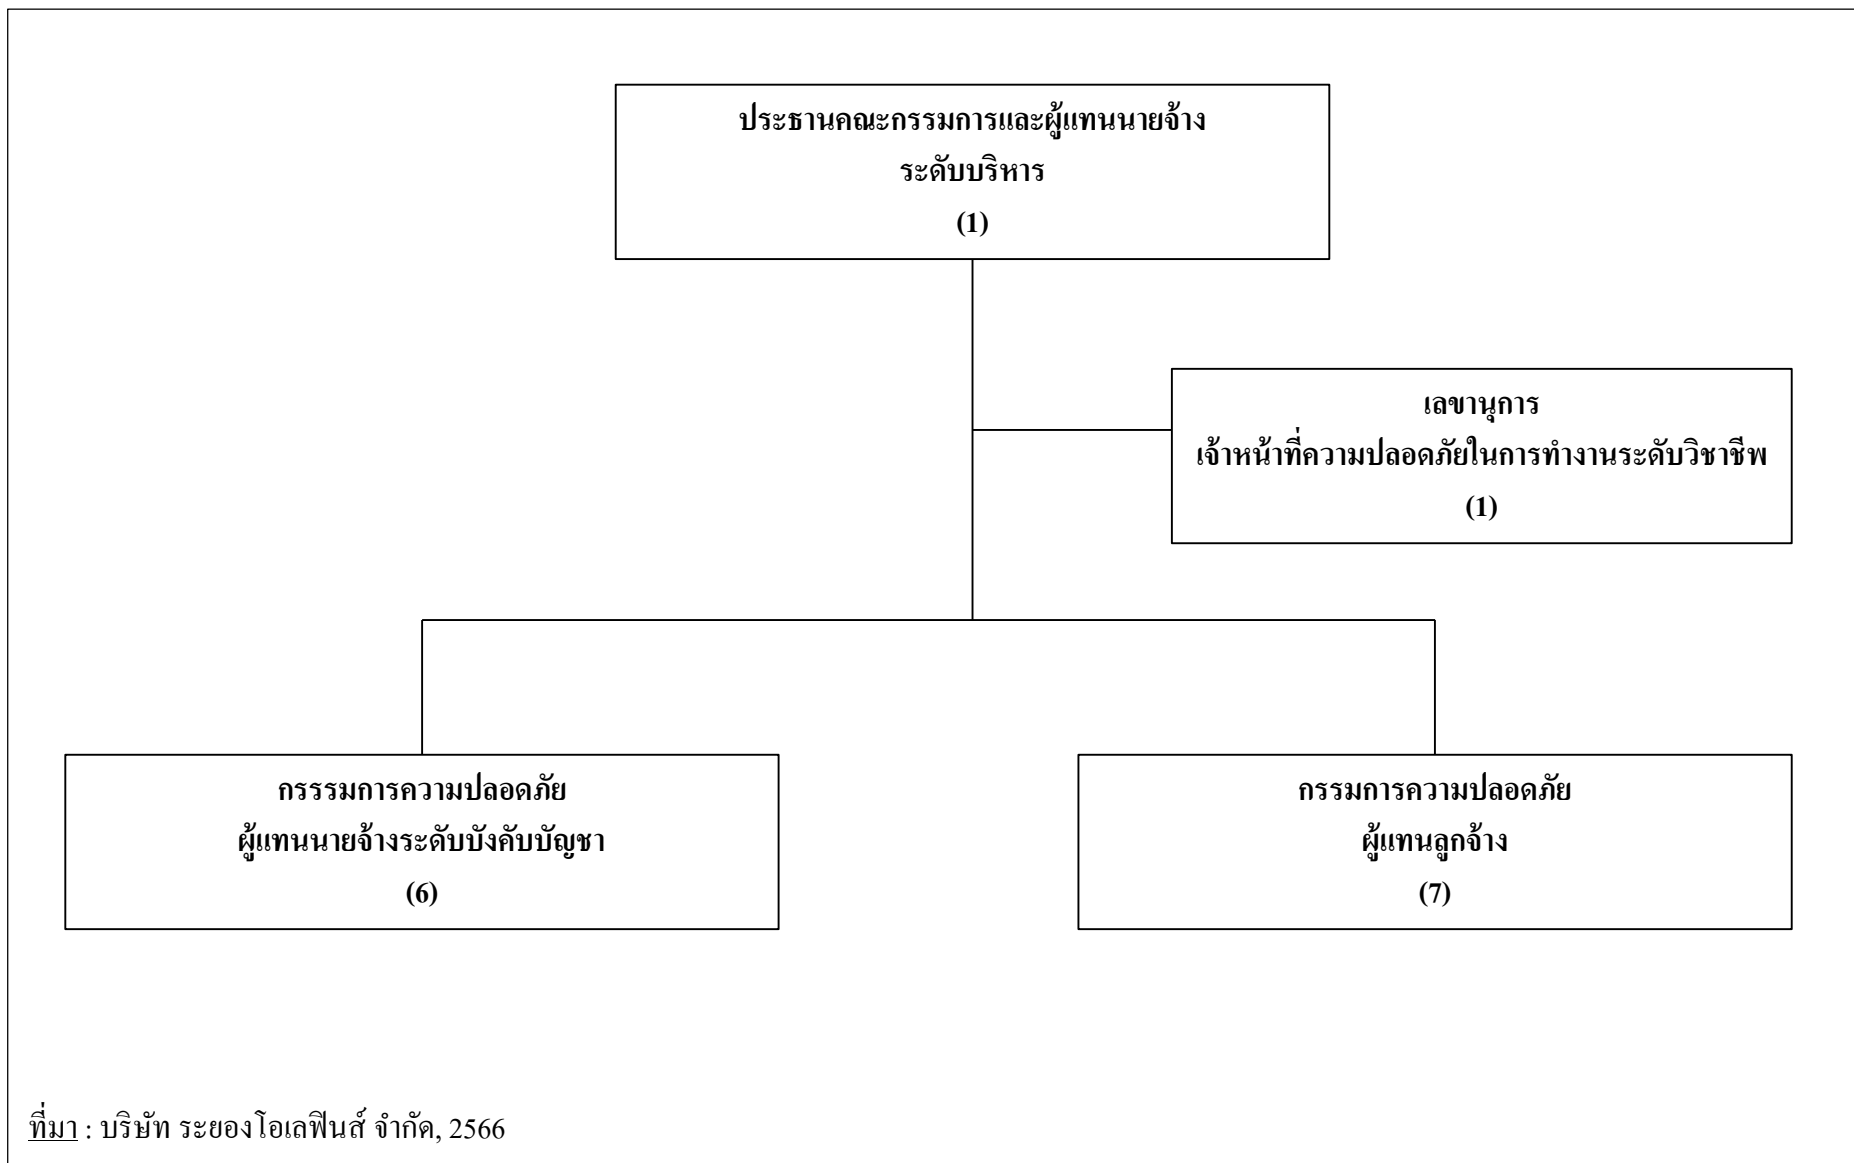 ประธานคณะกรรมการและผู้แทนนายจ้าง
ระดับบริหาร
(1)
เลขานุการ
เจ้าหน้าที่ความปลอดภัยในการทำงานระดับวิชาชีพ
(1)
กรรรมการความปลอดภัย
ผู้แทนนายจ้างระดับบังคับบัญชา
(6)
กรรมการความปลอดภัย
ผู้แทนลูกจ้าง
(7)
ที่มา : บริษัท ระยองโอเลฟินส์ จำกัด, 2566